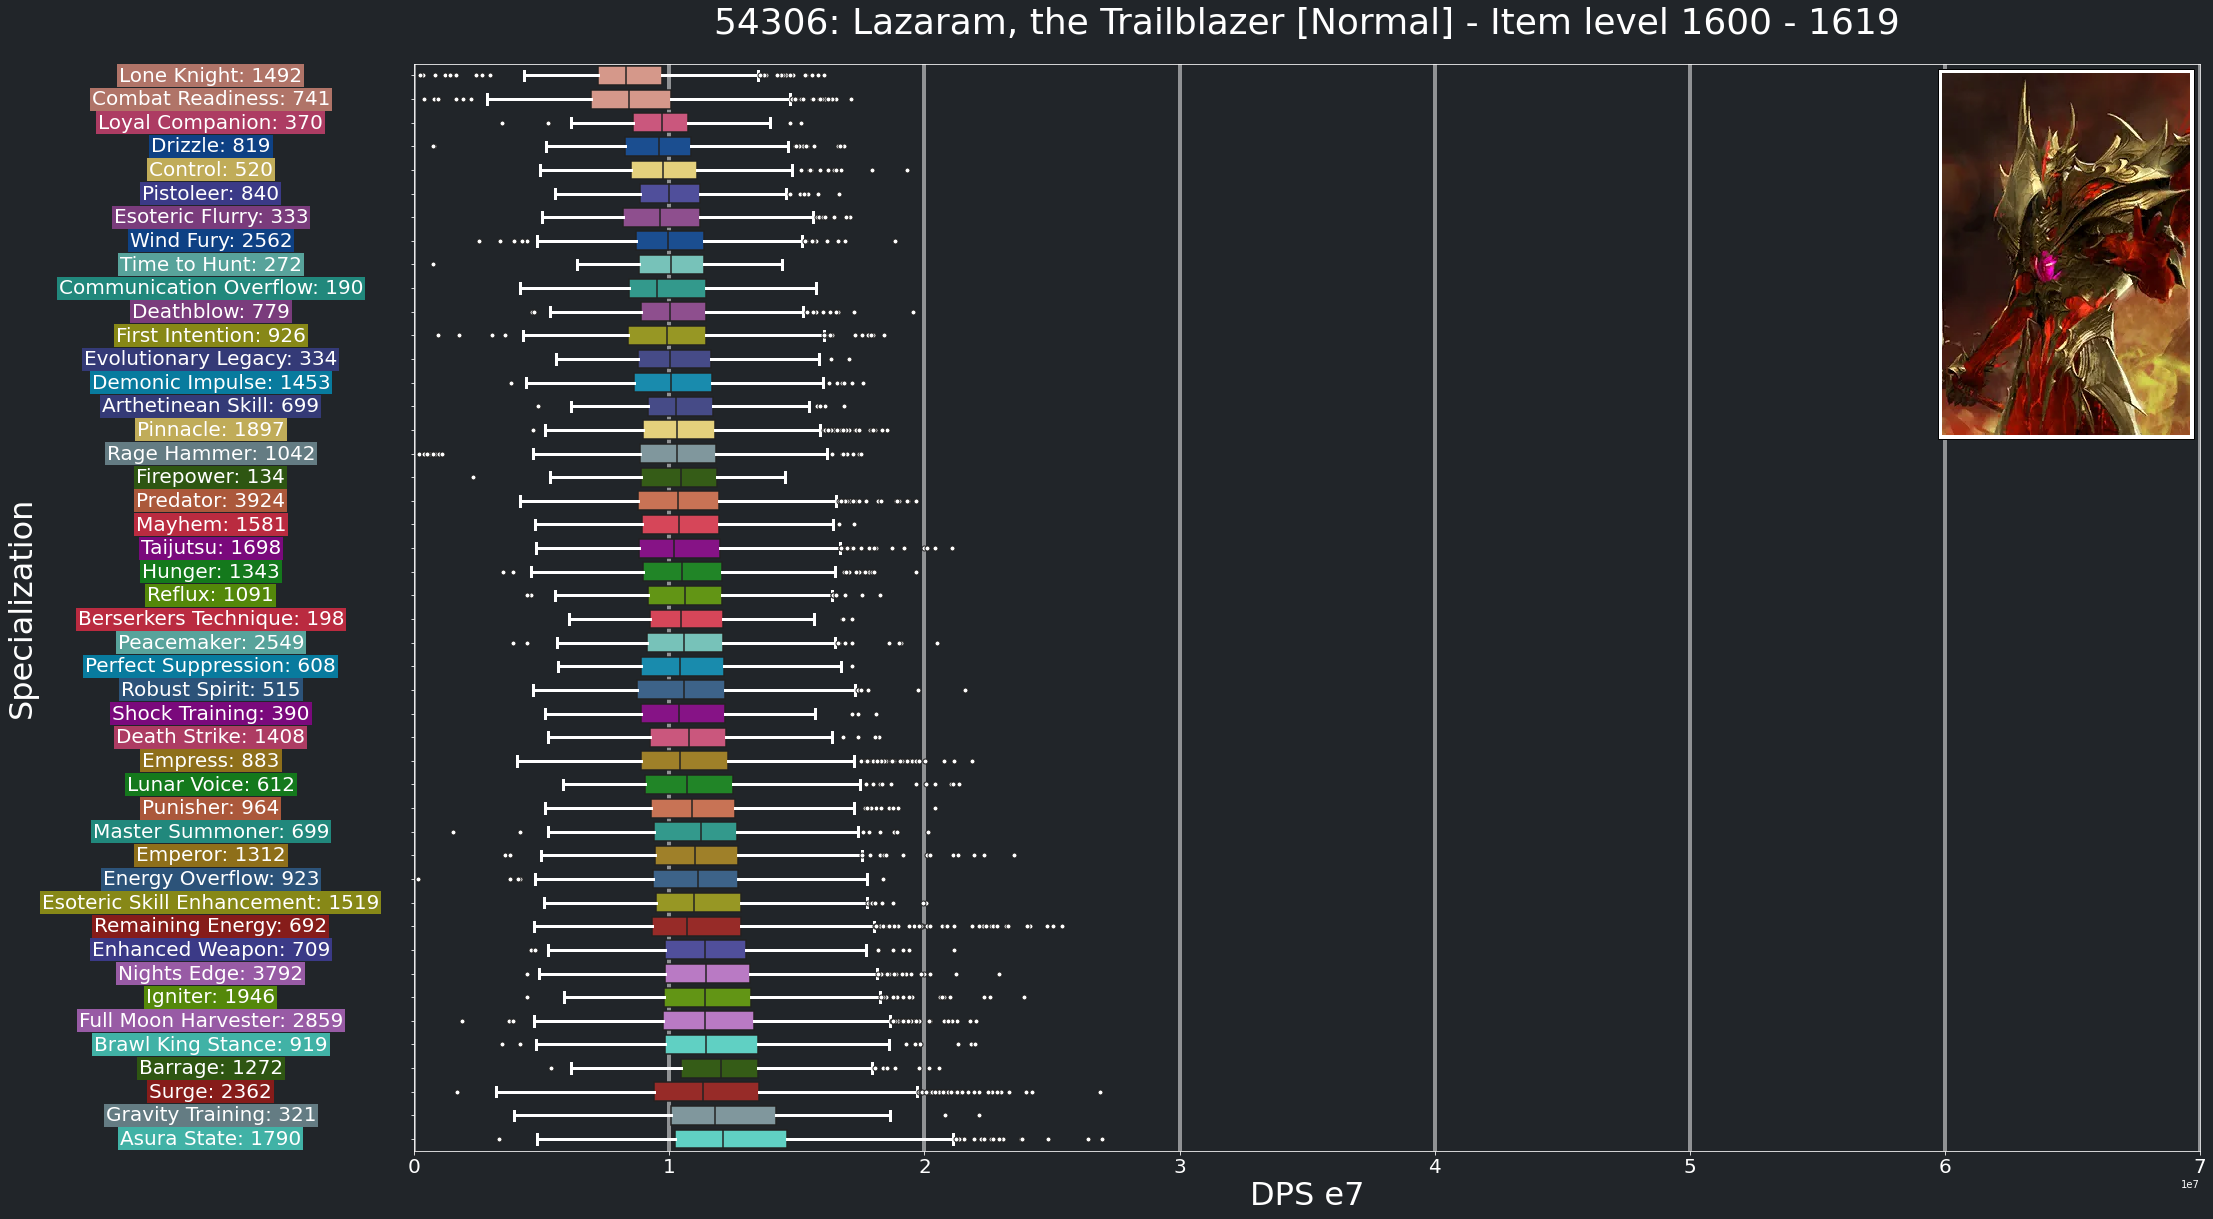 54306: Lazaram, the Trailblazer [Normal] - Item level 1600 - 1619
Specialization
Lone Knight: 1492
Combat Readiness: 741
Loyal Companion: 370
Drizzle: 819
Control: 520
Pistoleer: 840
Esoteric Flurry: 333
Wind Fury: 2562
Time to Hunt: 272
Communication Overflow: 190
Deathblow: 779
First Intention: 926
Evolutionary Legacy: 334
Demonic Impulse: 1453
Arthetinean Skill: 699
Pinnacle: 1897
Rage Hammer: 1042
Firepower: 134
Predator: 3924
Mayhem: 1581
Taijutsu: 1698
Hunger: 1343
Reflux: 1091
Berserkers Technique: 198
Peacemaker: 2549
Perfect Suppression: 608
Robust Spirit: 515
Shock Training: 390
Death Strike: 1408
Empress: 883
Lunar Voice: 612
Punisher: 964
Master Summoner: 699
Emperor: 1312
Energy Overflow: 923
Esoteric Skill Enhancement: 1519
Remaining Energy: 692
Enhanced Weapon: 709
Nights Edge: 3792
Igniter: 1946
Full Moon Harvester: 2859
Brawl King Stance: 919
Barrage: 1272
Surge: 2362
Gravity Training: 321
Asura State: 1790
0 1 2 3 4 5 6 7
1e7
DPS e7